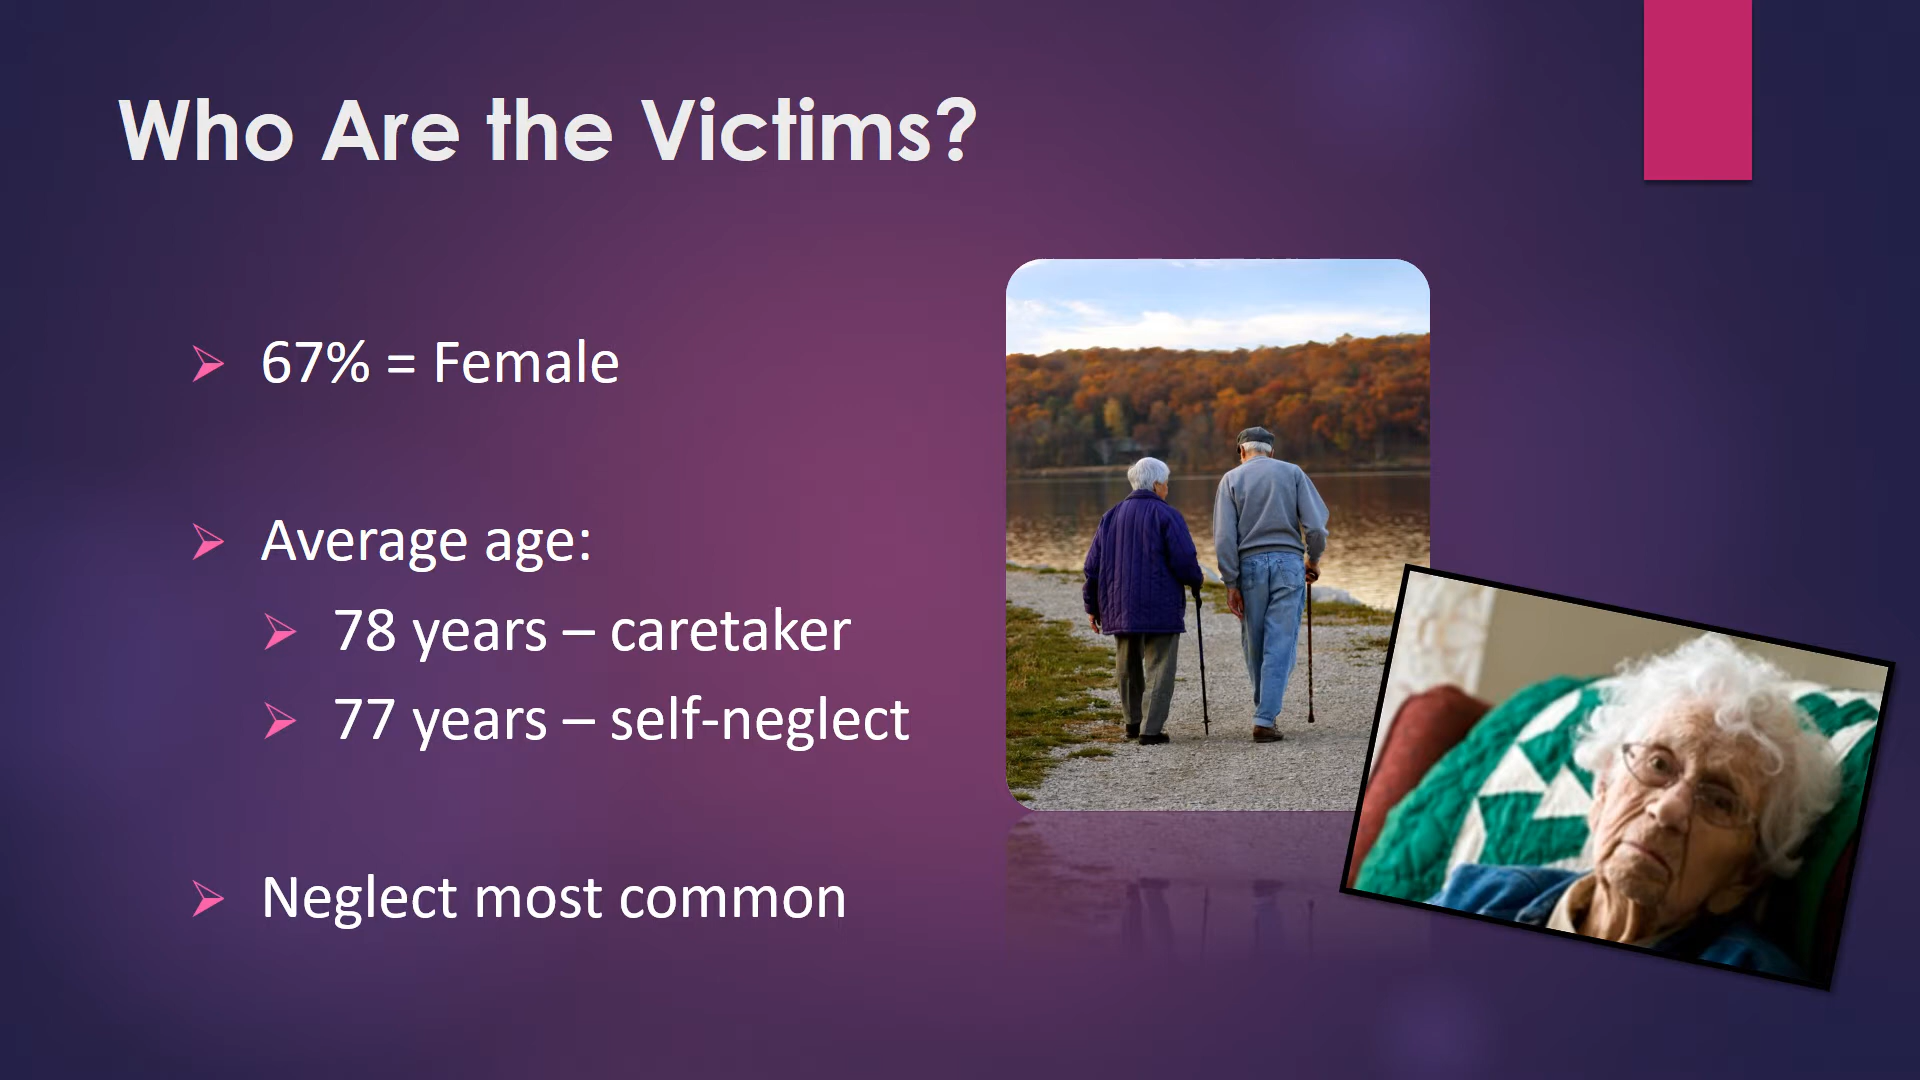 Who Are the Victims?
67% = Female
Average age:
78 years – caretaker
77 years – self-neglect
Neglect most common